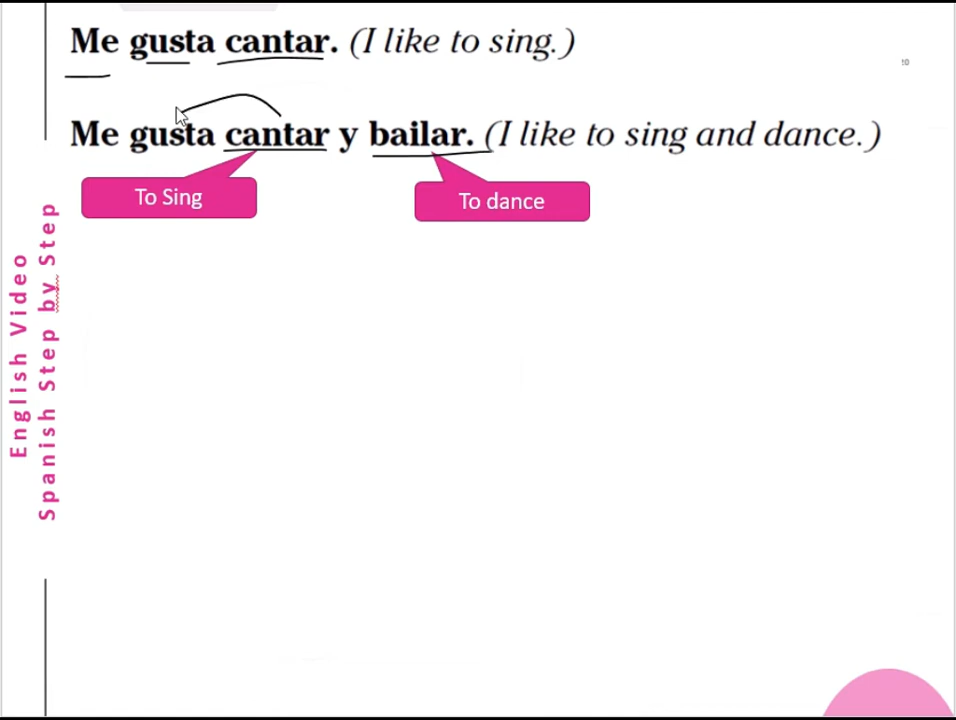 Me gusta cantar. (I like to sing.)
10
Me gusta cantar y bailar. (I like to sing and dance.)
To Sing
To dance
English Video
Spanish Step by Step